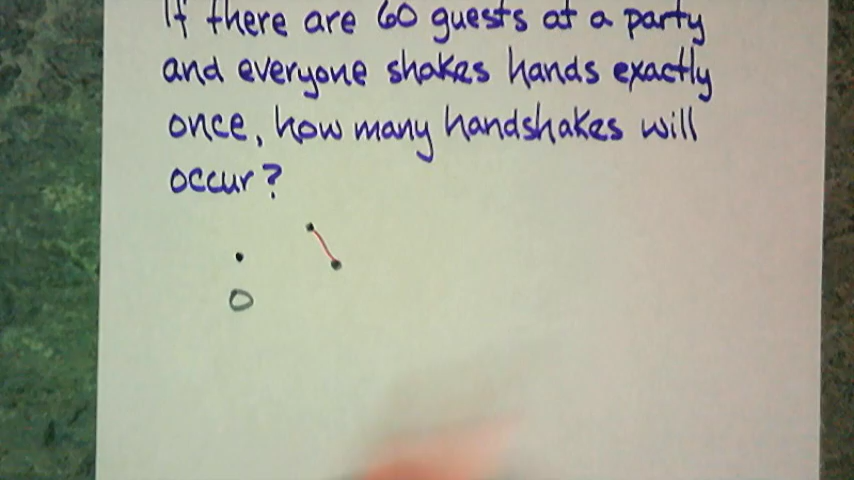 If there are 60 guests at a party
and everyone shakes hands exactly
once, how many handshakes will
occur?
0